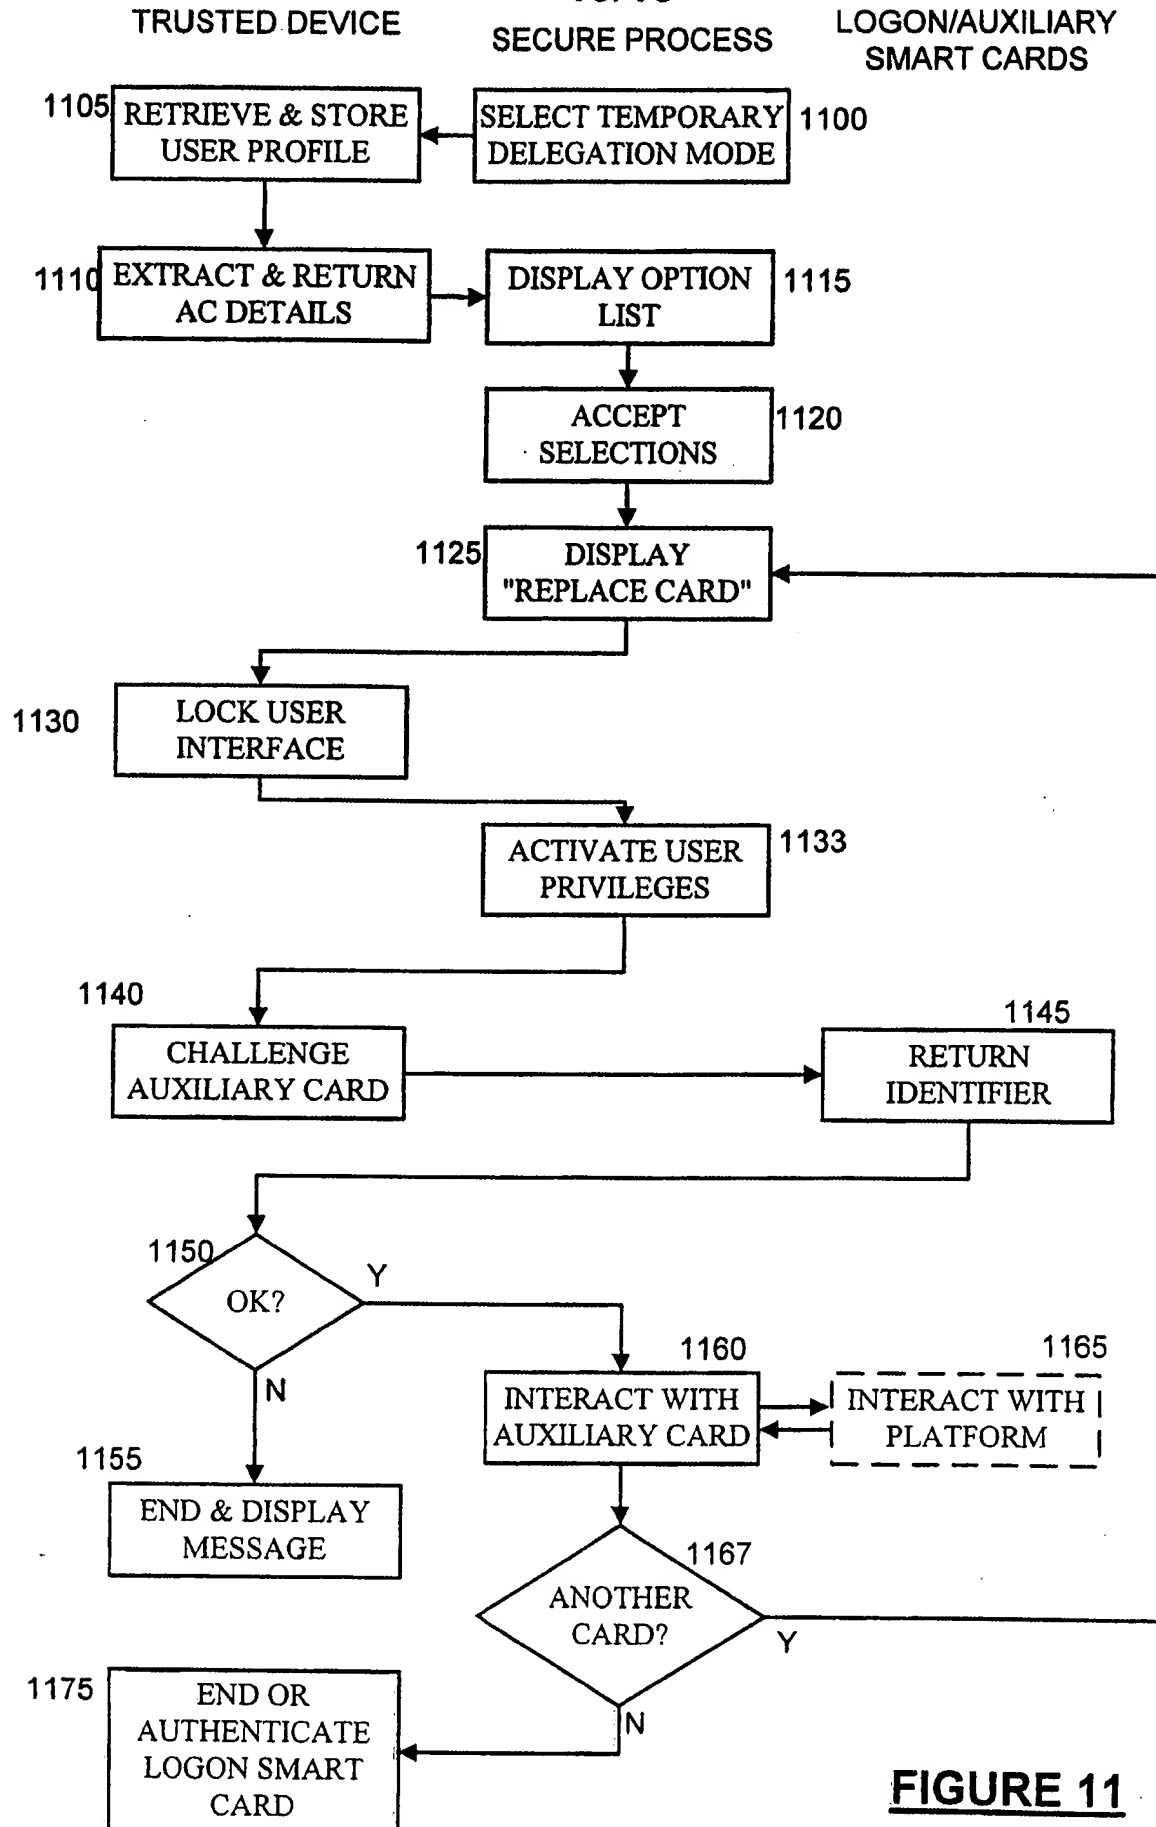 TRUSTED DEVICE
SECURE PROCESS
LOGON/AUXILIARY
SMART CARDS
1105
RETRIEVE & STORE
USER PROFILE
SELECT TEMPORARY
DELEGATION MODE
1100
1110
EXTRACT & RETURN
AC DETAILS
DISPLAY OPTION
LIST
1115
ACCEPT
SELECTIONS
1120
1125
DISPLAY
"REPLACE CARD"
1130
LOCK USER
INTERFACE
ACTIVATE USER
PRIVILEGES
1133
1140
CHALLENGE
AUXILIARY CARD
1145
RETURN
IDENTIFIER
1150
OK?
Y
N
1155
END & DISPLAY
MESSAGE
1160
INTERACT WITH
AUXILIARY CARD
1165
INTERACT WITH
PLATFORM
1167
ANOTHER
CARD?
Y
N
1175
END OR
AUTHENTICATE
LOGON SMART
CARD
FIGURE 11